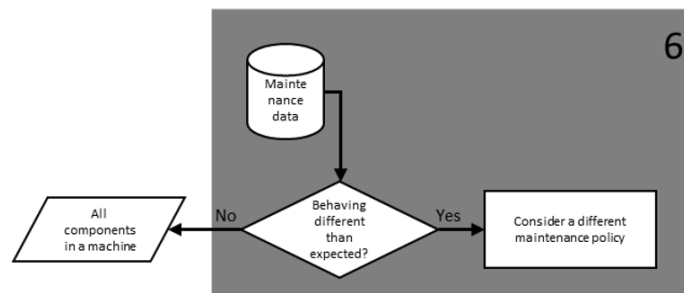 6
Mainte
nance
data
All
components
in a machine
No
Behaving
different
than
expected?
Yes
Consider a different
maintenance policy